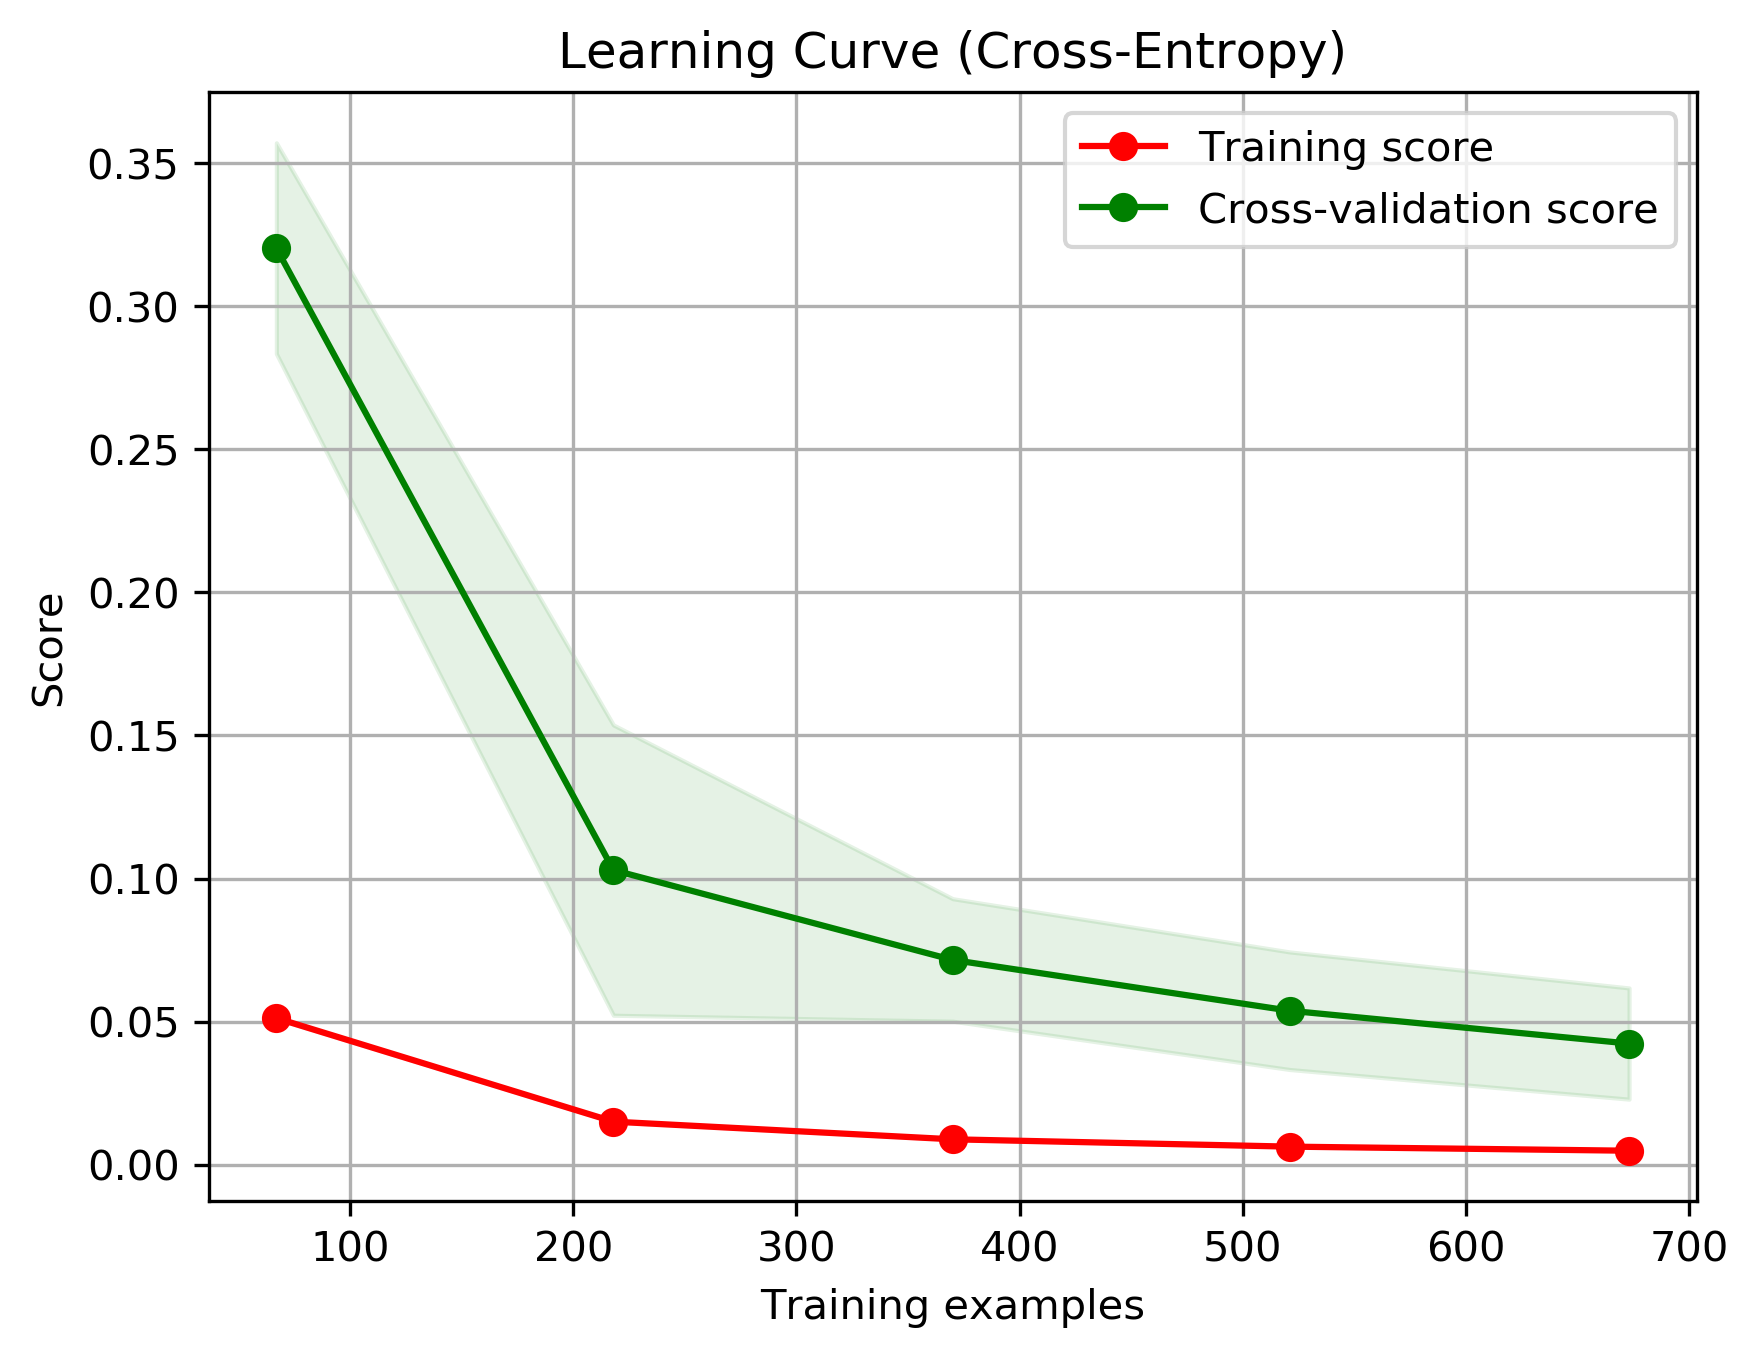 Learning Curve (Cross-Entropy)
Training score
Cross-validation score
0.35
0.30
0.25
0.20
0.15
0.10
0.05
0.00
Score
100 200 300 400 500 600 700
Training examples